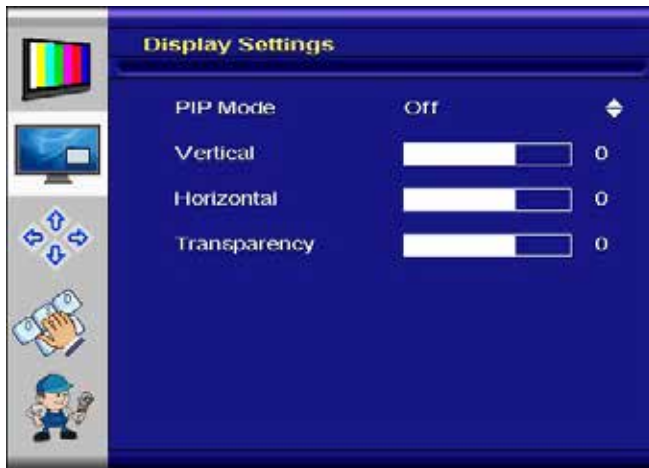 Display Settings
PIP Mode Off
Vertical 0
Horizontal 0
Transparency 0